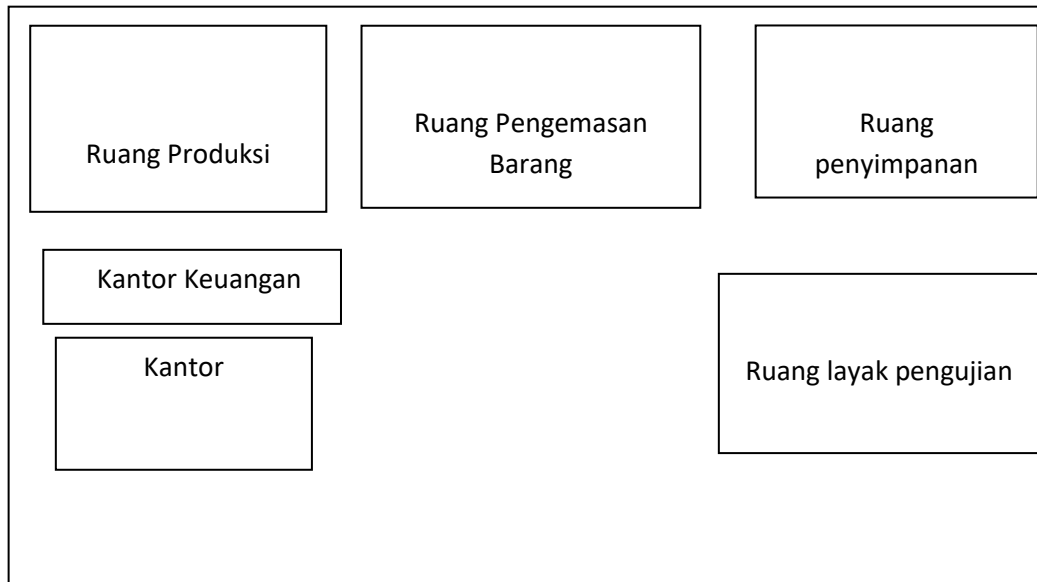 Ruang Produksi
Ruang Pengemasan
Barang
Ruang
penyimpanan
Kantor Keuangan
Kantor
Ruang layak pengujian